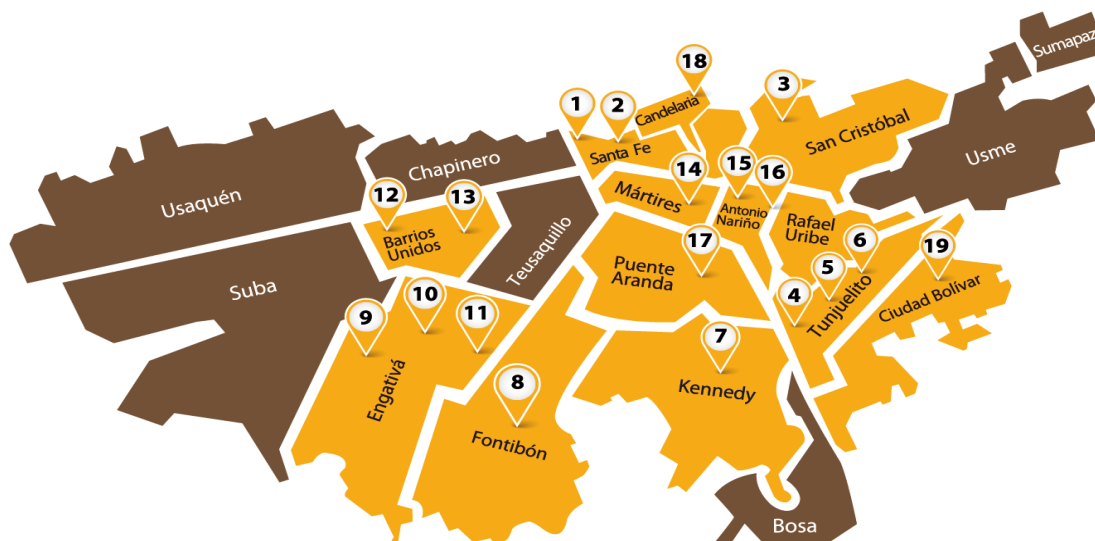 Sumapaz
18
1
2
3
Candelaria
San Cristóbal
Usme
Santa Fe
Chapinero
Usaquén
14
15
16
12
13
Mártires
Antonio
Nariño
Rafael
Uribe
Barrios
Unidos
Teusaquillo
17
6
19
5
Puente
Aranda
Suba
10
4
Tunjuelito
Ciudad Bolívar
9
11
7
Engativá
8
Kennedy
Fontibón
Bosa